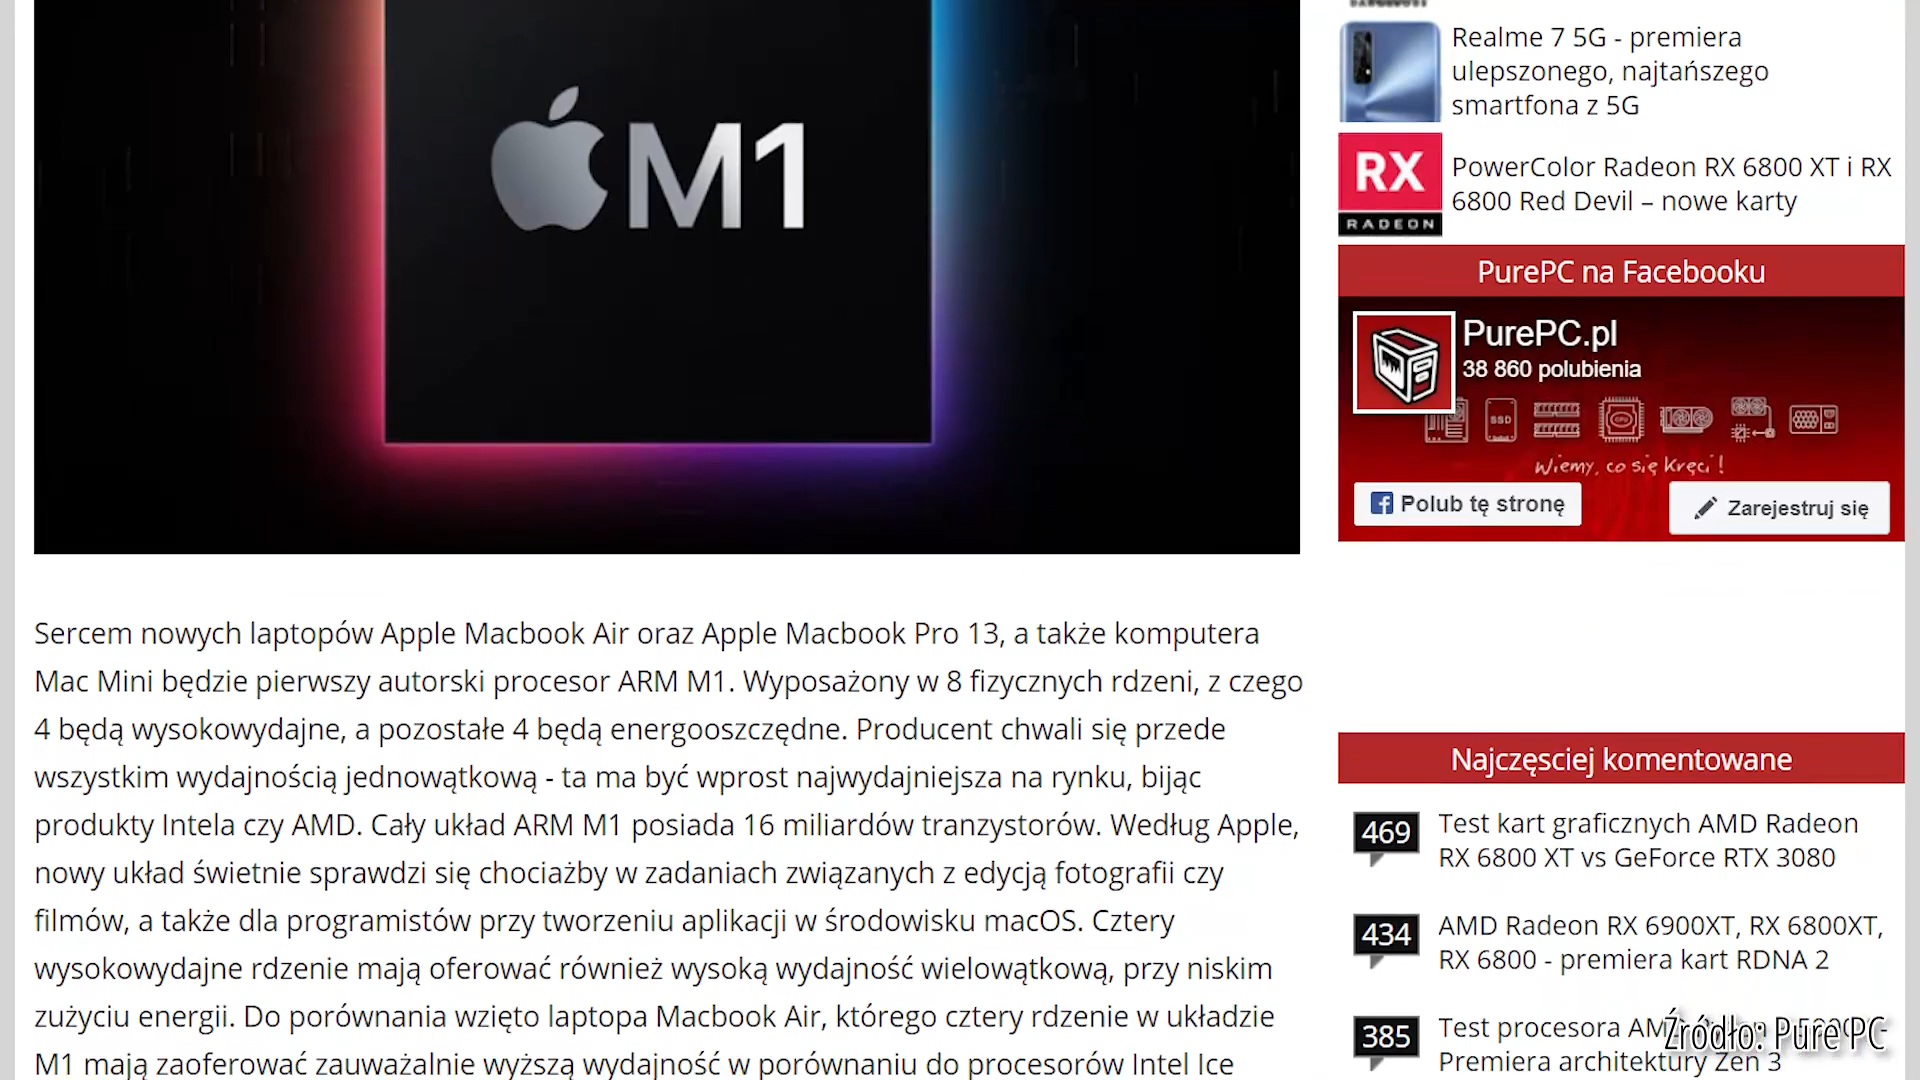 M1
Sercem nowych laptopów Apple Macbook Air oraz Apple Macbook Pro 13, a także komputera
Mac Mini będzie pierwszy autorski procesor ARM M1. Wyposażony w 8 fizycznych rdzeni, z czego
4 będą wysokowydajne, a pozostałe 4 będą energooszczędne. Producent chwali się przede
wszystkim wydajnością jednowątkową - ta ma być wprost najwydajniejsza na rynku, bijąc
produkty Intela czy AMD. Cały układ ARM M1 posiada 16 miliardów tranzystorów. Według Apple,
nowy układ świetnie sprawdzi się chociażby w zadaniach związanych z edycją fotografii czy
filmów, a także dla programistów przy tworzeniu aplikacji w środowisku macOS. Cztery
wysokowydajne rdzenie mają oferować również wysoką wydajność wielowątkową, przy niskim
zużyciu energii. Do porównania wzięto laptopa Macbook Air, którego cztery rdzenie w układzie
M1 mają zaoferować zauważalnie wyższą wydajność w porównaniu do procesorów Intel Ice
Realme 7 5G - premiera
ulepszonego, najtańszego
smartfona z 5G
RX
RADEON
PowerColor Radeon RX 6800 XT i RX
6800 Red Devil – nowe karty
PurePC na Facebooku
PurePC.pl
38 860 polubienia
SSD
CPU
Wiemy, co się kręci!
Polub tę stronę
Zarejestruj się
Najczęsciej komentowane
469
Test kart graficznych AMD Radeon
RX 6800 XT vs GeForce RTX 3080
434
AMD Radeon RX 6900XT, RX 6800XT,
RX 6800 - premiera kart RDNA 2
385
Test procesora
Premiera architektury Zen 3
Źródło: Pure PC